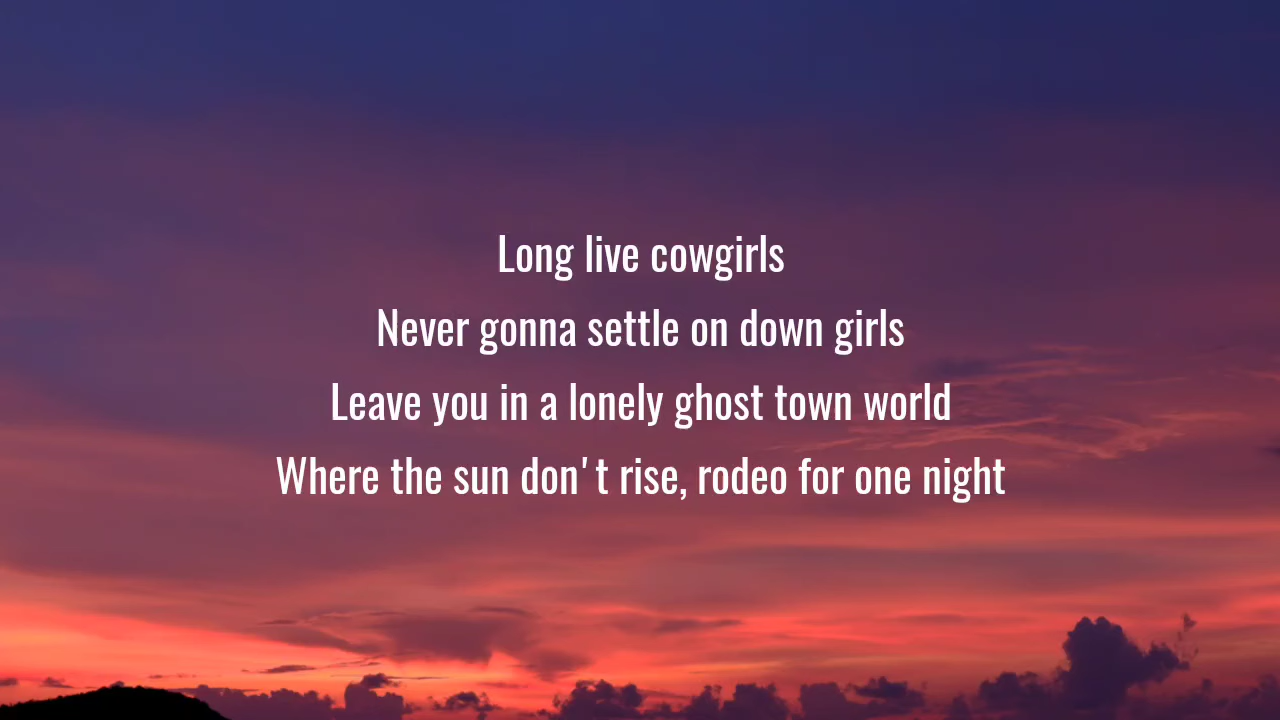 Long live cowgirls
Never gonna settle on down girls
Leave you in a lonely ghost town world
Where the sun don't rise, rodeo for one night